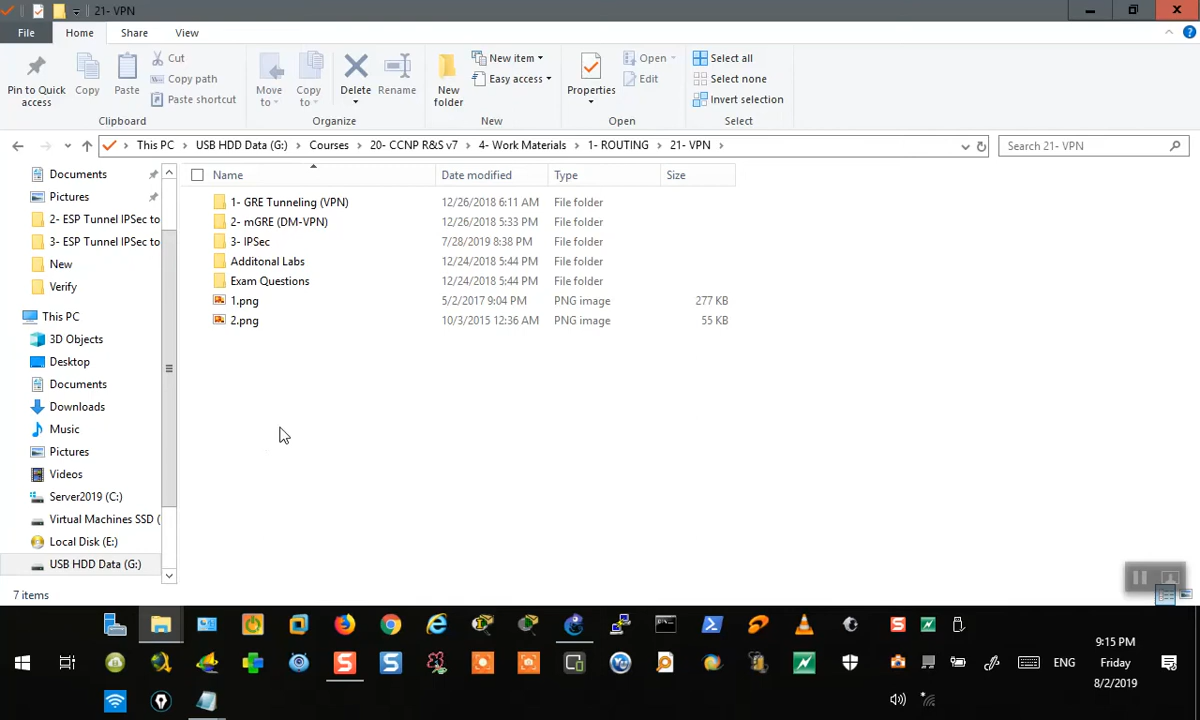 21- VPN
File Home Share View
Pin to Quick access
Copy
Paste
Cut
Copy path
Paste shortcut
Clipboard
Move to
Copy to
Delete
Rename
Organize
New folder
New item
Easy access
New
Properties
Open
Edit
Open
Select all
Select none
Invert selection
Select
This PC USB HDD Data (G:) Courses 20- CCNP R&S v7 4- Work Materials 1- ROUTING 21- VPN
Search 21- VPN
Documents
Pictures
2- ESP Tunnel IPSec to
3- ESP Tunnel IPSec to
New
Verify
This PC
3D Objects
Desktop
Documents
Downloads
Music
Pictures
Videos
Server2019 (C:)
Virtual Machines SSD (
Local Disk (E:)
USB HDD Data (G:)
Name Date modified Type Size
1- GRE Tunneling (VPN) 12/26/2018 6:11 AM File folder
2- mGRE (DM-VPN) 12/26/2018 5:33 PM File folder
3- IPSec 7/28/2019 8:38 PM File folder
Additonal Labs 12/24/2018 5:44 PM File folder
Exam Questions 12/24/2018 5:44 PM File folder
1.png 5/2/2017 9:04 PM PNG image 277 KB
2.png 10/3/2015 12:36 AM PNG image 55 KB
7 items
ENG
9:15 PM
Friday
8/2/2019